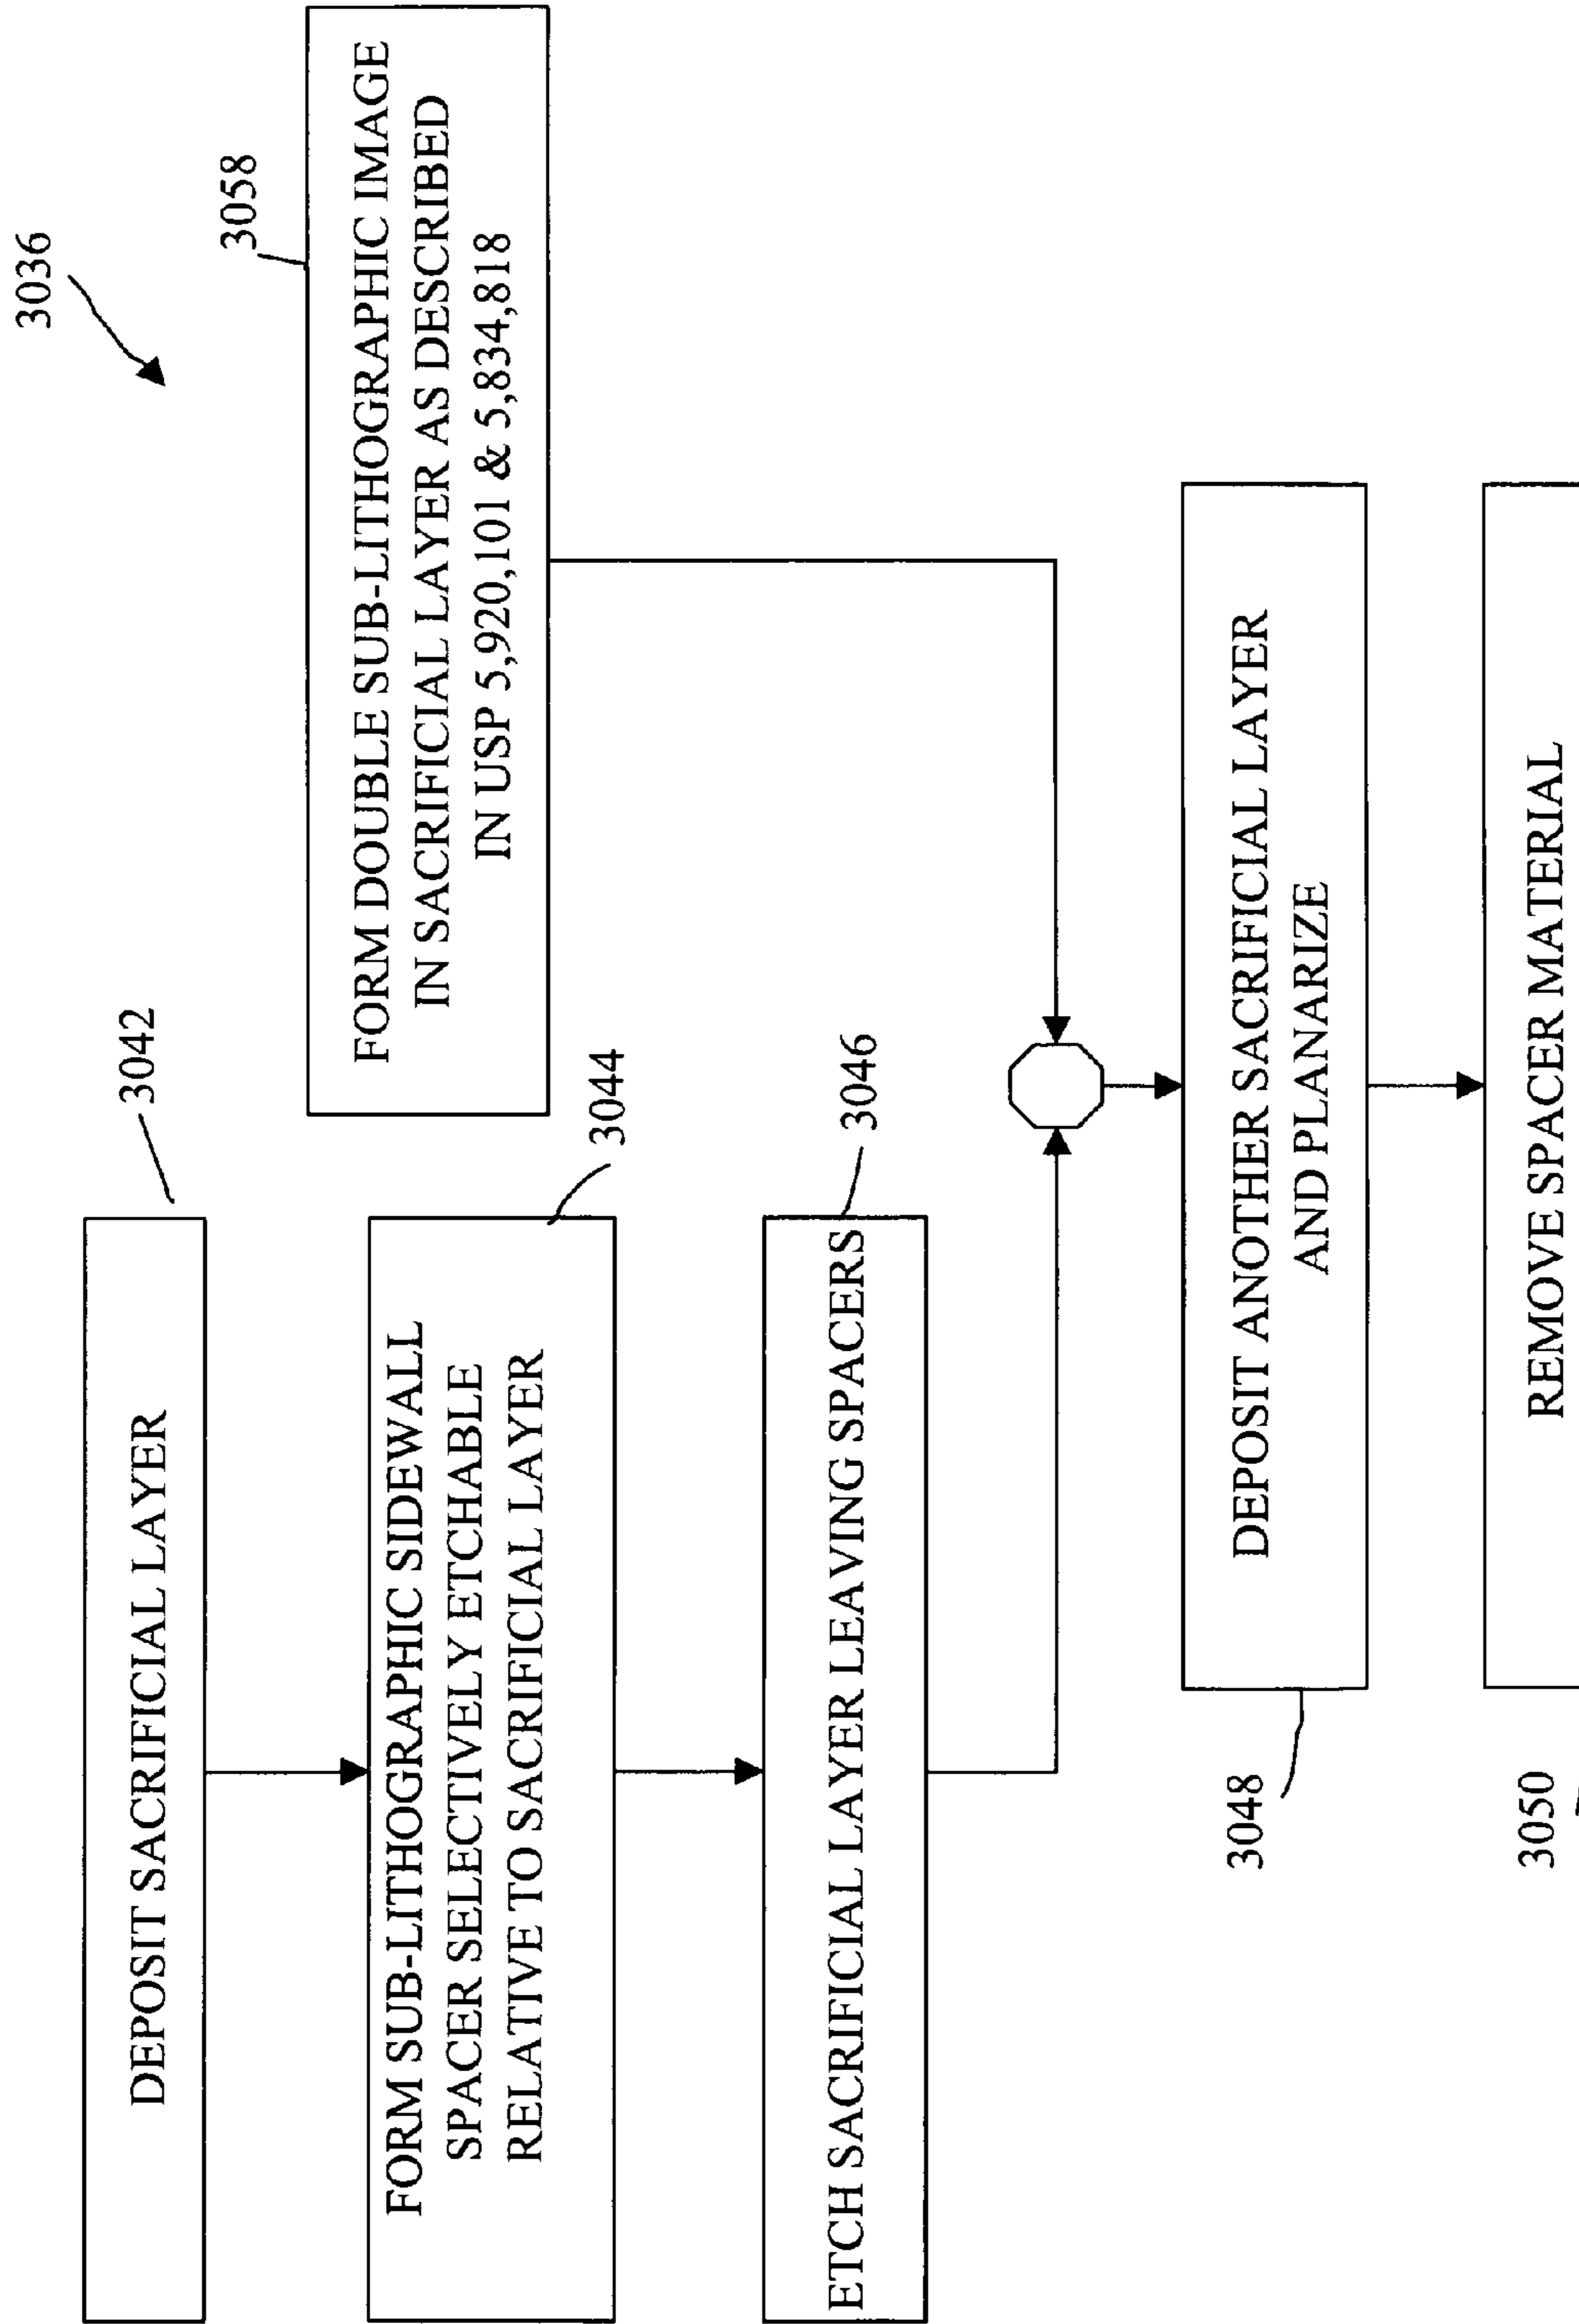 3036
3042
DEPOSIT SACRIFICIAL LAYER
3044
FORM SUB-LITHOGRAPHIC SIDEWALL
SPACER SELECTIVELY ETCHABLE
RELATIVE TO SACRIFICIAL LAYER
3046
ETCH SACRIFICIAL LAYER LEAVING SPACERS
3058
FORM DOUBLE SUB-LITHOGRAPHIC IMAGE
IN SACRIFICIAL LAYER AS DESCRIBED
IN USP 5,920,101 & 5,834,818
3048
DEPOSIT ANOTHER SACRIFICIAL LAYER
AND PLANARIZE
3050
REMOVE SPACER MATERIAL